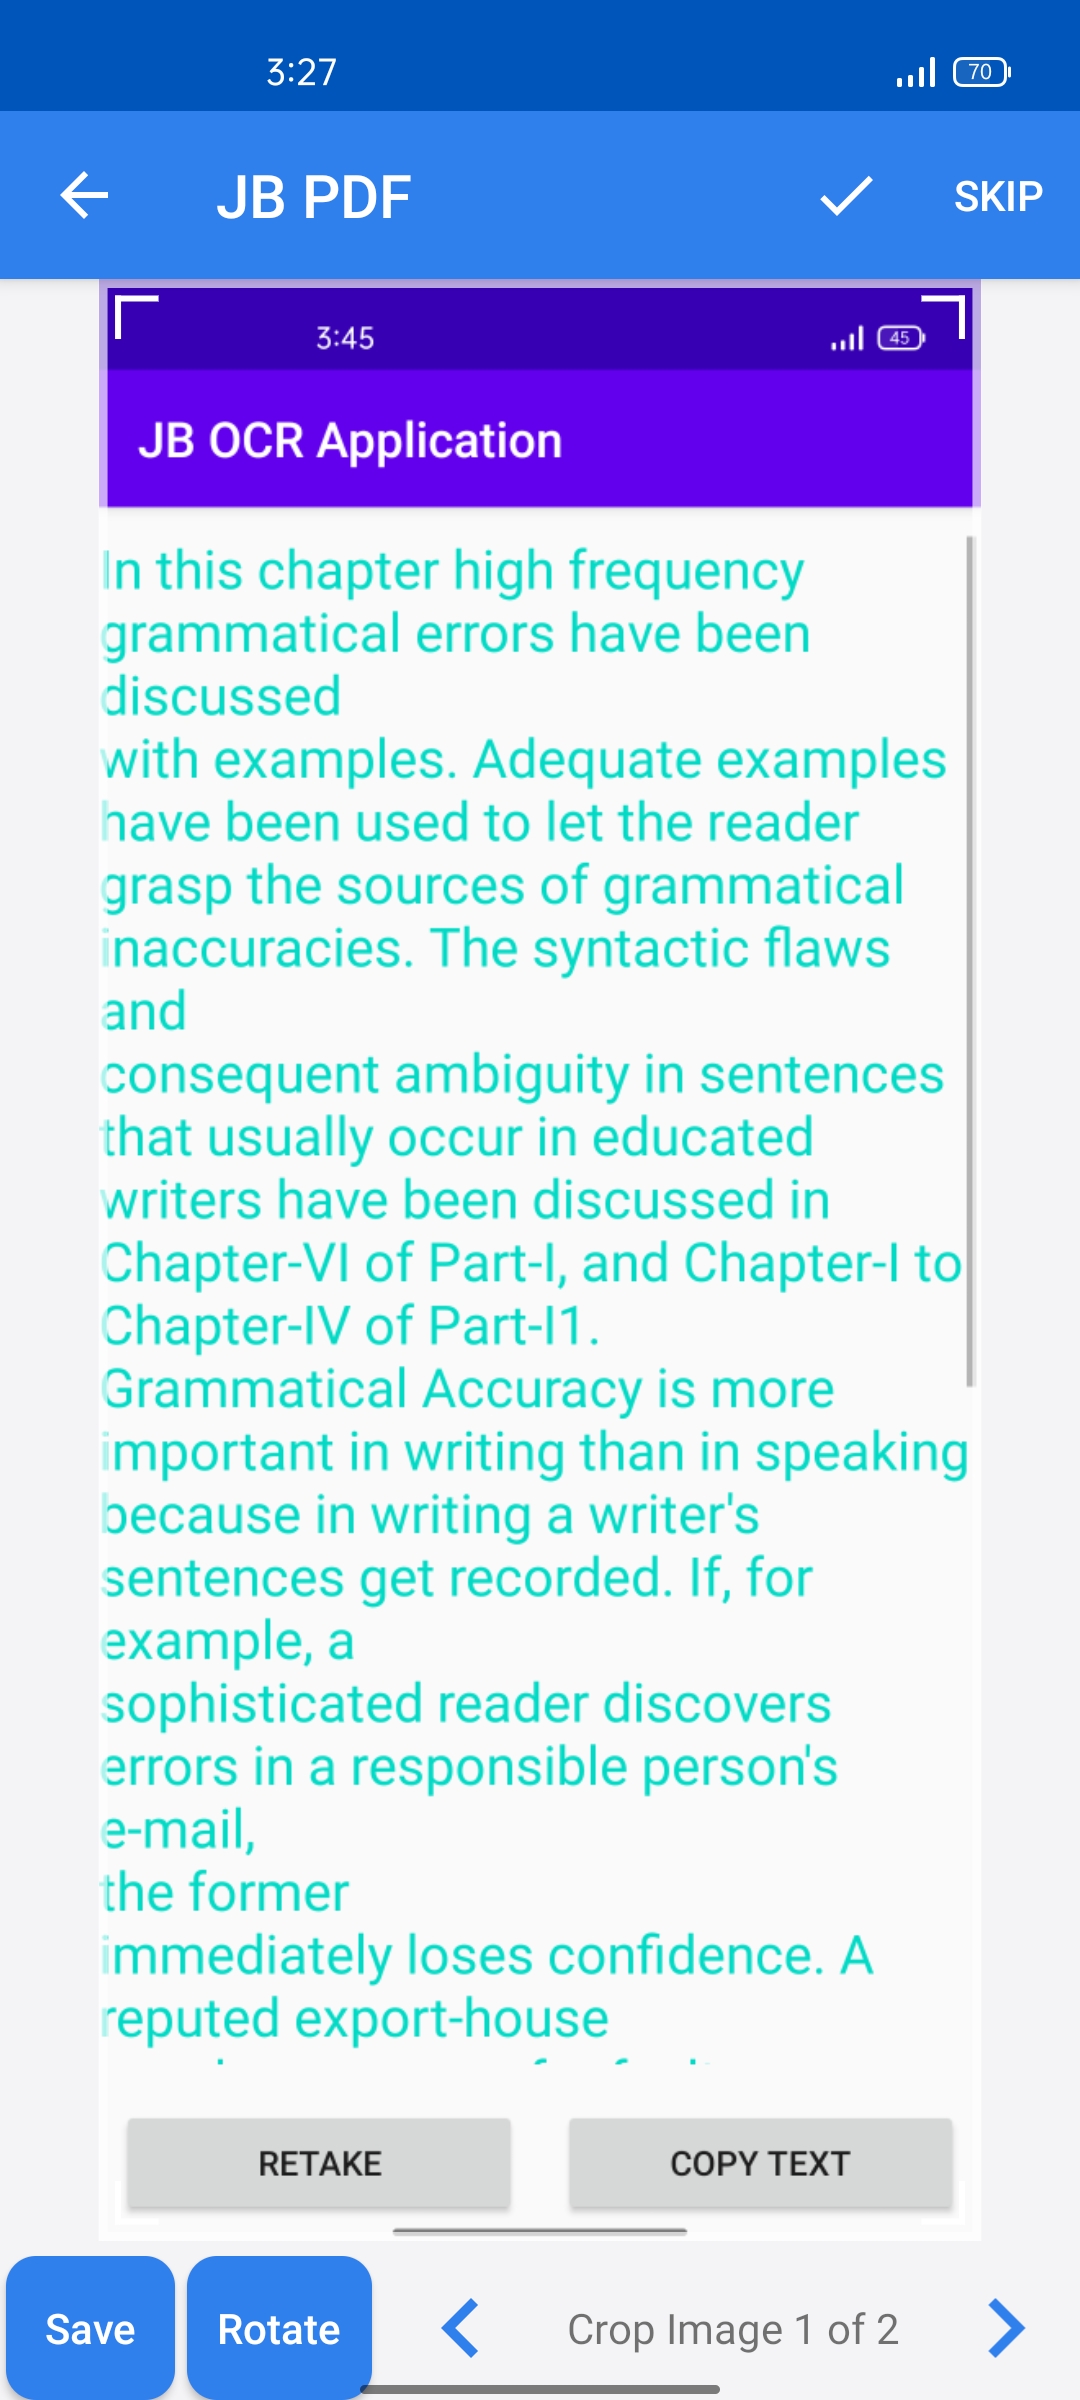 3:27
70
JB PDF
SKIP
3:45
45
JB OCR Application
In this chapter high frequency
grammatical errors have been
discussed
with examples. Adequate examples
have been used to let the reader
grasp the sources of grammatical
inaccuracies. The syntactic flaws
and
consequent ambiguity in sentences
that usually occur in educated
writers have been discussed in
Chapter-VI of Part-I, and Chapter-I to
Chapter-IV of Part-I1.
Grammatical Accuracy is more
important in writing than in speaking
because in writing a writer's
sentences get recorded. If, for
example, a
sophisticated reader discovers
errors in a responsible person's
e-mail,
the former
immediately loses confidence. A
reputed export-house
RETAKE
COPY TEXT
Save
Rotate
Crop Image 1 of 2